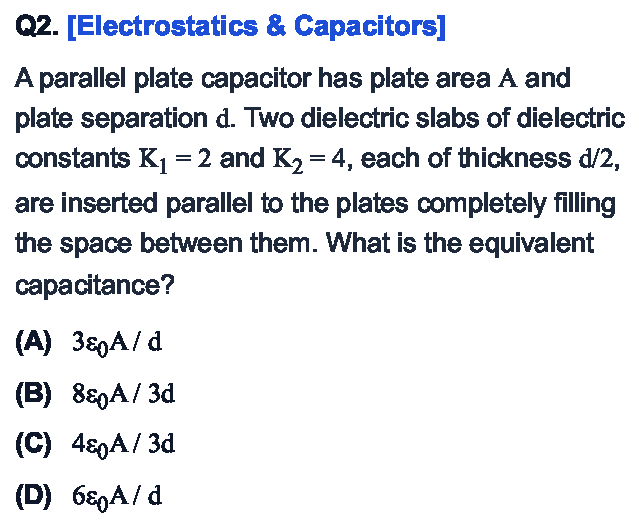 Q2. [Electrostatics & Capacitors]
A parallel plate capacitor has plate area A and
plate separation d. Two dielectric slabs of dielectric
constants K₁ = 2 and K₂ = 4, each of thickness d/2,
are inserted parallel to the plates completely filling
the space between them. What is the equivalent
capacitance?
(A) 3ε₀A / d
(B) 8ε₀A / 3d
(C) 4ε₀A / 3d
(D) 6ε₀A / d